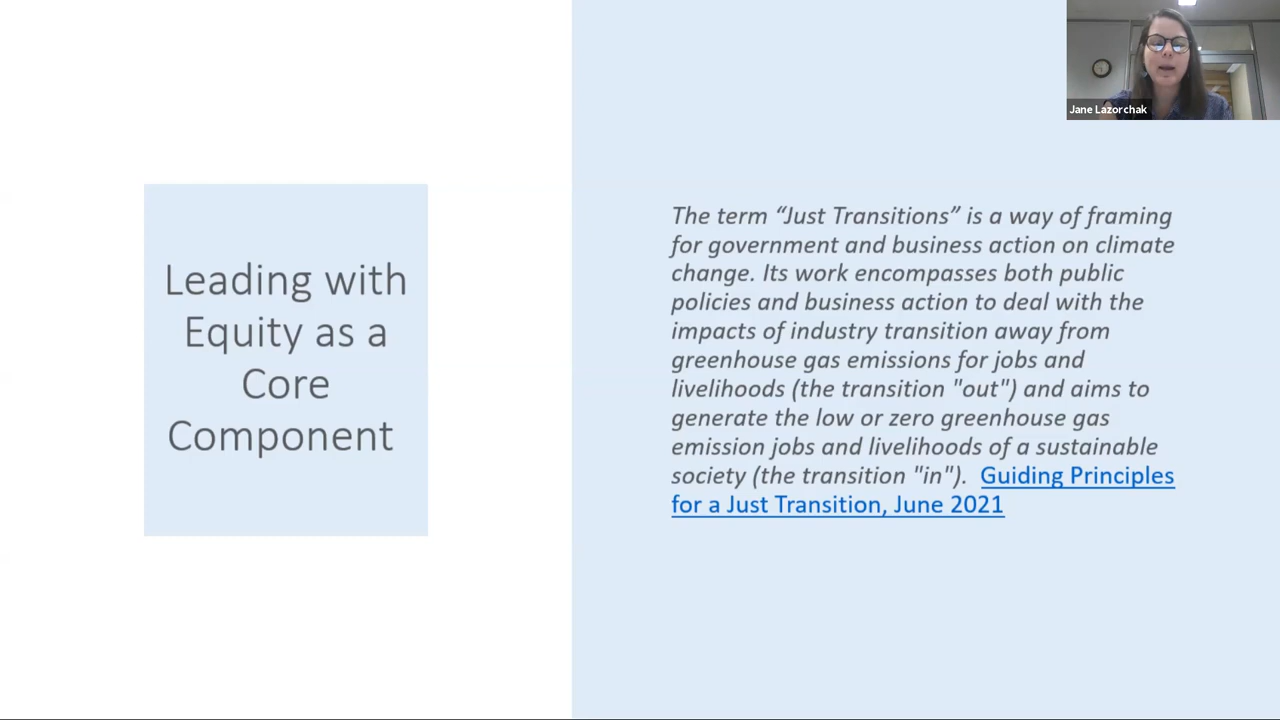 Leading with
Equity as a
Core
Component
The term “Just Transitions” is a way of framing
for government and business action on climate
change. Its work encompasses both public
policies and business action to deal with the
impacts of industry transition away from
greenhouse gas emissions for jobs and
livelihoods (the transition "out") and aims to
generate the low or zero greenhouse gas
emission jobs and livelihoods of a sustainable
society (the transition "in"). Guiding Principles
for a Just Transition, June 2021
Jane Lazorchak